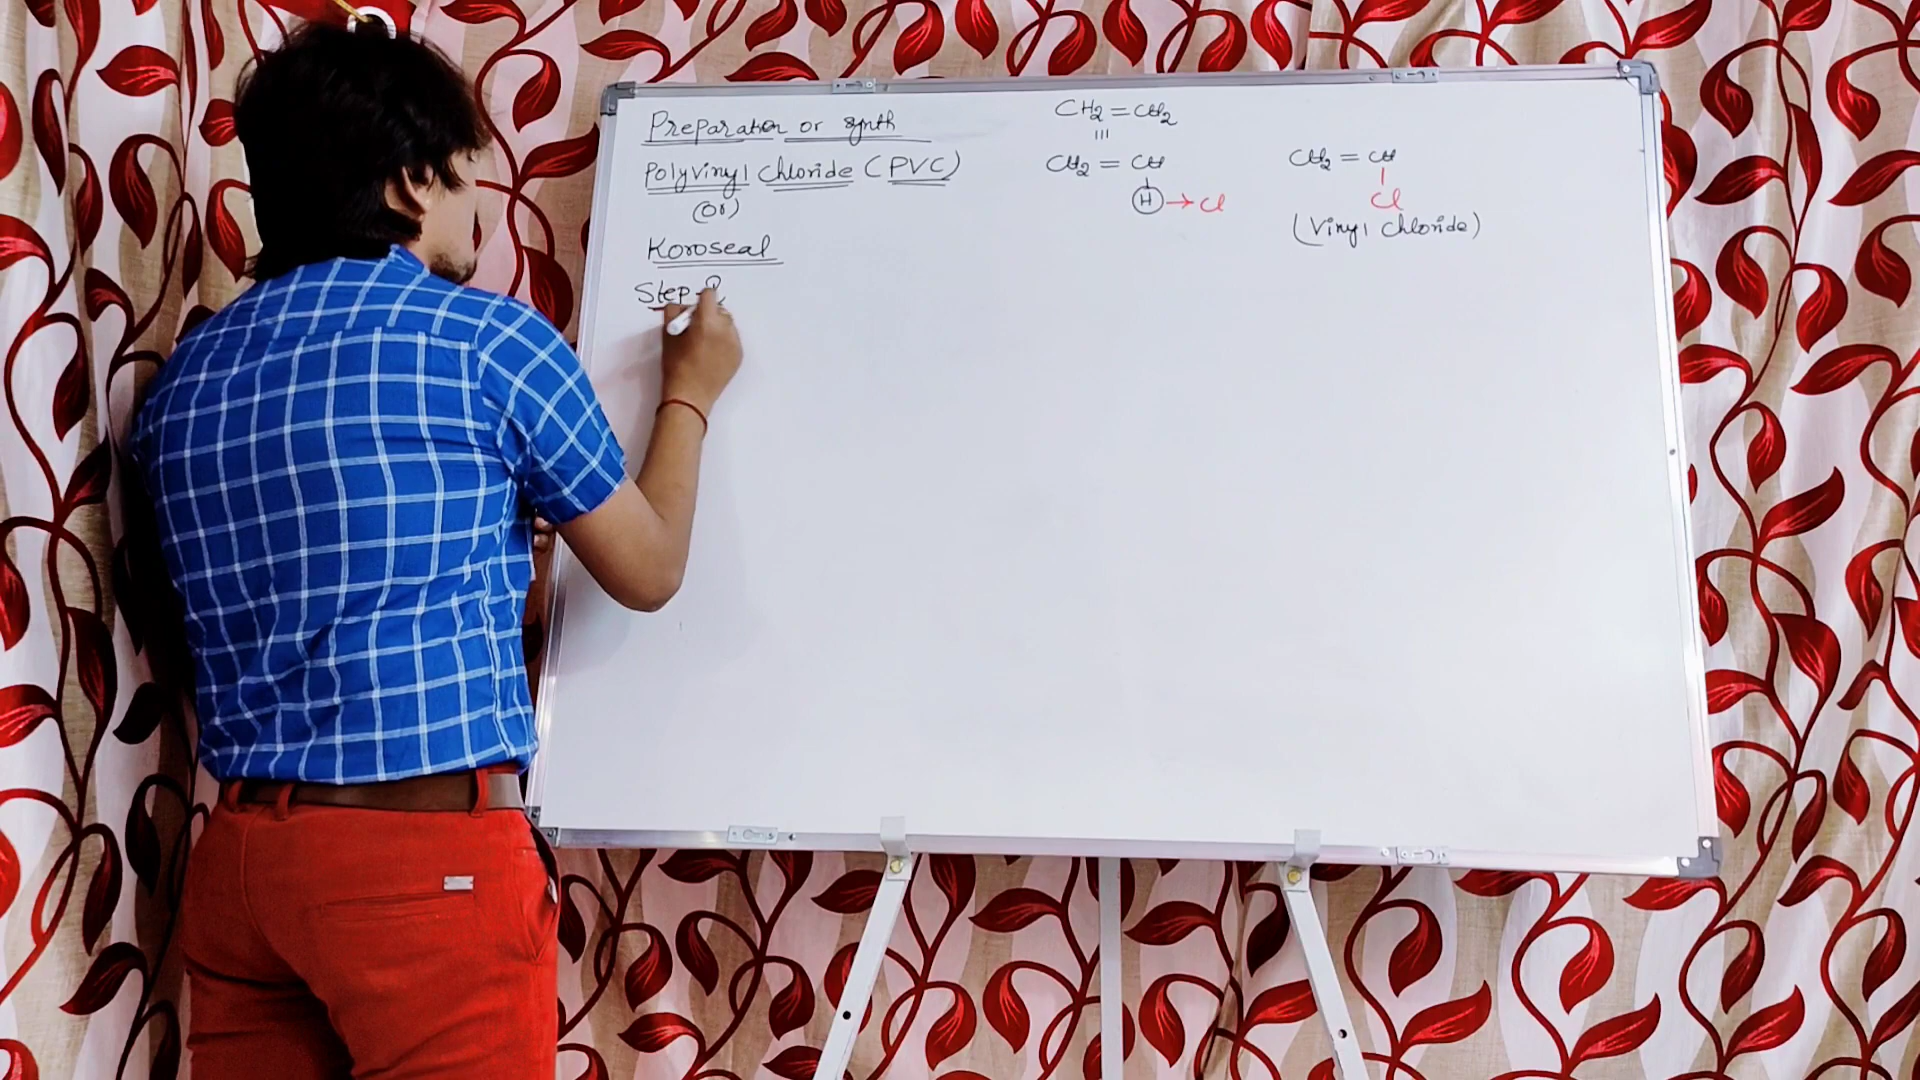 Preparation or synth
Polyvinyl Chloride (PVC)
(Or)
Koroseal
Step-
CH2 = CH2
|||
CH2 = CH
|
H → Cl
CH2 = CH
|
Cl
(Vinyl Chloride)